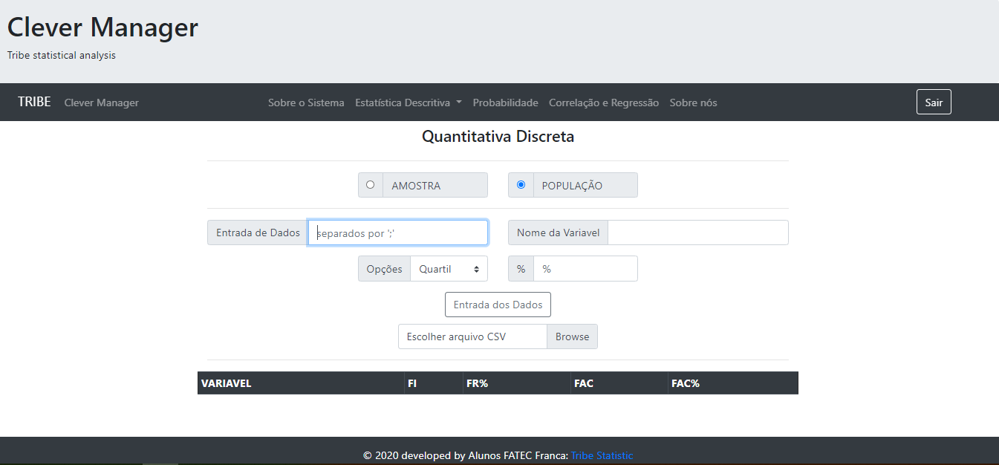 Clever Manager
Tribe statistical analysis
TRIBE Clever Manager Sobre o Sistema Estatística Descritiva Probabilidade Correlação e Regressão Sobre nós Sair
Quantitativa Discreta
AMOSTRA POPULAÇÃO
Entrada de Dados separados por ';' Nome da Variavel
Opções Quartil % %
Entrada dos Dados
Escolher arquivo CSV Browse
VARIAVEL FI FR% FAC FAC%
© 2020 developed by Alunos FATEC Franca: Tribe Statistic